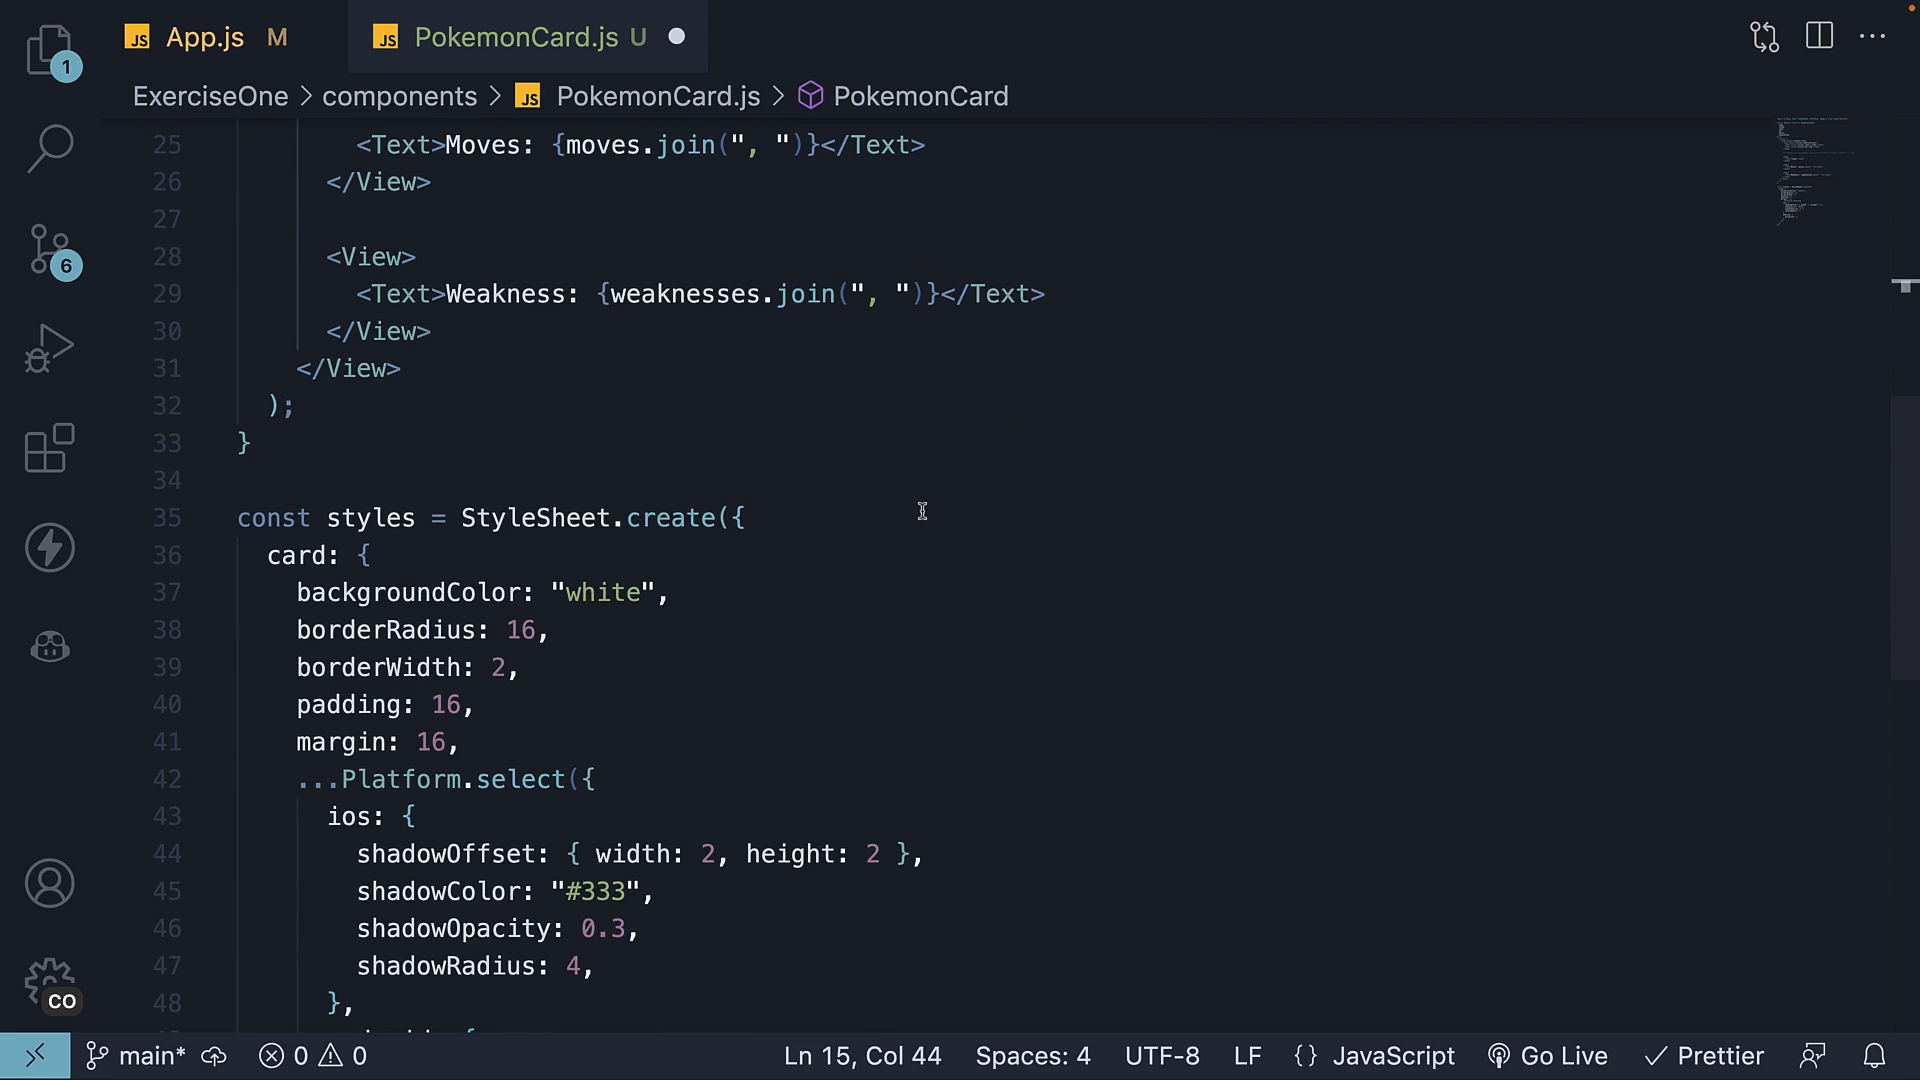 JS App.js M
JS PokemonCard.js U
ExerciseOne > components > JS PokemonCard.js > PokemonCard
1
6
CO
25 <Text>Moves: {moves.join(", ")}</Text>
26 </View>
27
28 <View>
29 <Text>Weakness: {weaknesses.join(", ")}</Text>
30 </View>
31 </View>
32 );
33 }
34
35 const styles = StyleSheet.create({
36 card: {
37 backgroundColor: "white",
38 borderRadius: 16,
39 borderWidth: 2,
40 padding: 16,
41 margin: 16,
42 ...Platform.select({
43 ios: {
44 shadowOffset: { width: 2, height: 2 },
45 shadowColor: "#333",
46 shadowOpacity: 0.3,
47 shadowRadius: 4,
48 },
main* 0 0 Ln 15, Col 44 Spaces: 4 UTF-8 LF {} JavaScript Go Live Prettier